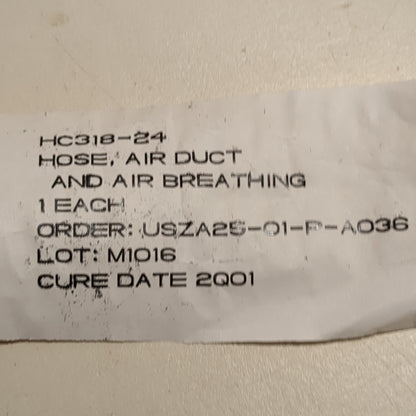 HC318-24
HOSE, AIR DUCT
AND AIR BREATHING
1 EACH
ORDER: USZA25-01-P-A036
LOT: M1016
CURE DATE 2Q01